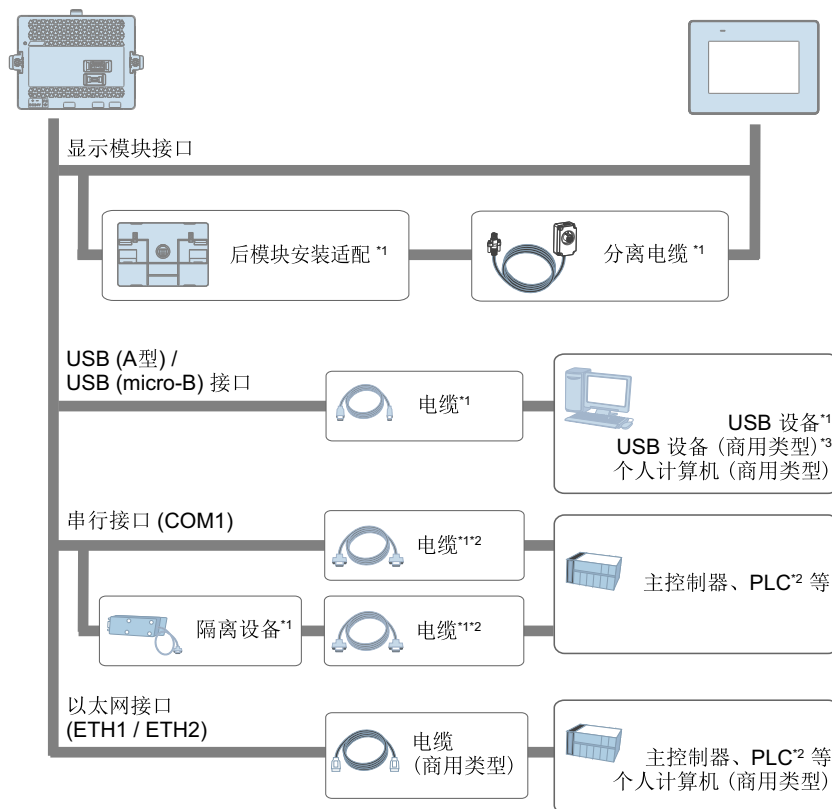 显示模块接口
后模块安装适配 *1
分离电缆 *1
USB (A型) /
USB (micro-B) 接口
电缆*1
USB 设备*1
USB 设备 (商用类型)*3
个人计算机 (商用类型)
串行接口 (COM1)
电缆*1*2
主控制器、PLC*2 等
隔离设备*1
电缆*1*2
以太网接口
(ETH1 / ETH2)
电缆
(商用类型)
主控制器、PLC*2 等
个人计算机 (商用类型)